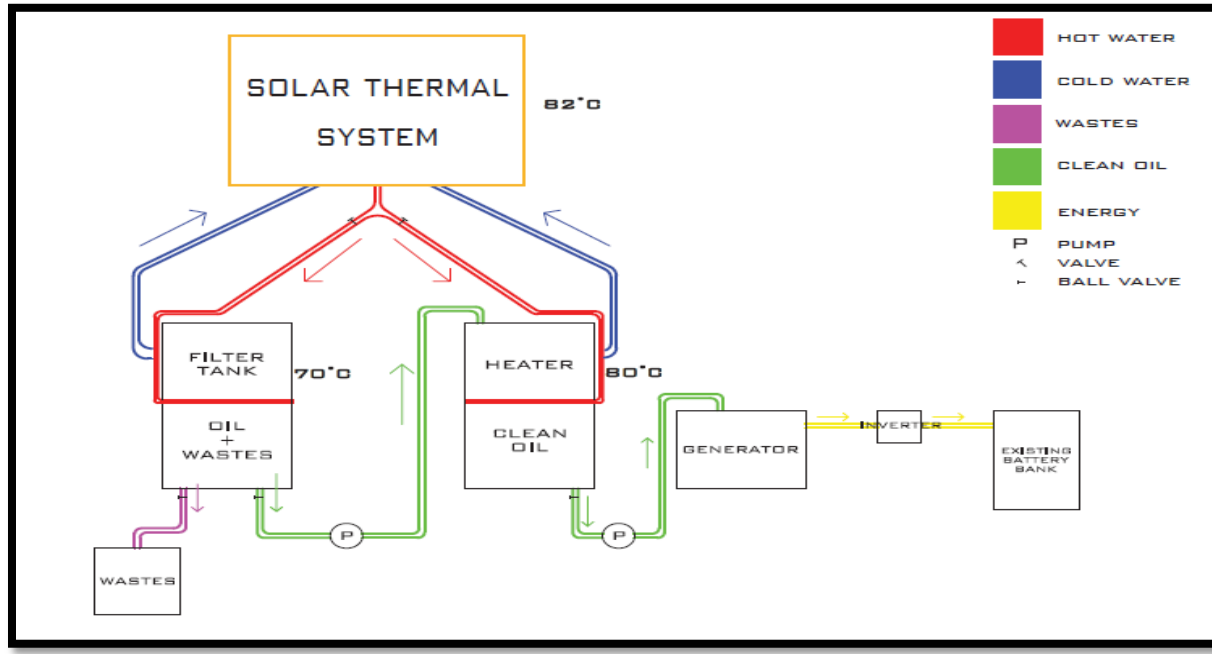 SOLAR THERMAL
SYSTEM
82°C
HOT WATER
COLD WATER
WASTES
CLEAN OIL
ENERGY
P PUMP
VALVE
BALL VALVE
FILTER
TANK
70°C
OIL
+
WASTES
HEATER
80°C
CLEAN
OIL
GENERATOR
INVERTER
EXISTING
BATTERY
BANK
P
P
WASTES